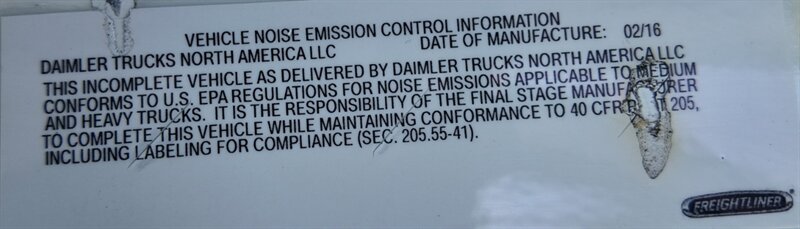 VEHICLE NOISE EMISSION CONTROL INFORMATION
DAIMLER TRUCKS NORTH AMERICA LLC DATE OF MANUFACTURE: 02/16
THIS INCOMPLETE VEHICLE AS DELIVERED BY DAIMLER TRUCKS NORTH AMERICA LLC
CONFORMS TO U.S. EPA REGULATIONS FOR NOISE EMISSIONS APPLICABLE TO MEDIUM
AND HEAVY TRUCKS. IT IS THE RESPONSIBILITY OF THE FINAL STAGE MANUFACTURER
TO COMPLETE THIS VEHICLE WHILE MAINTAINING CONFORMANCE TO 40 CFR 205,
INCLUDING LABELING FOR COMPLIANCE (SEC. 205.55-41).
FREIGHTLINER